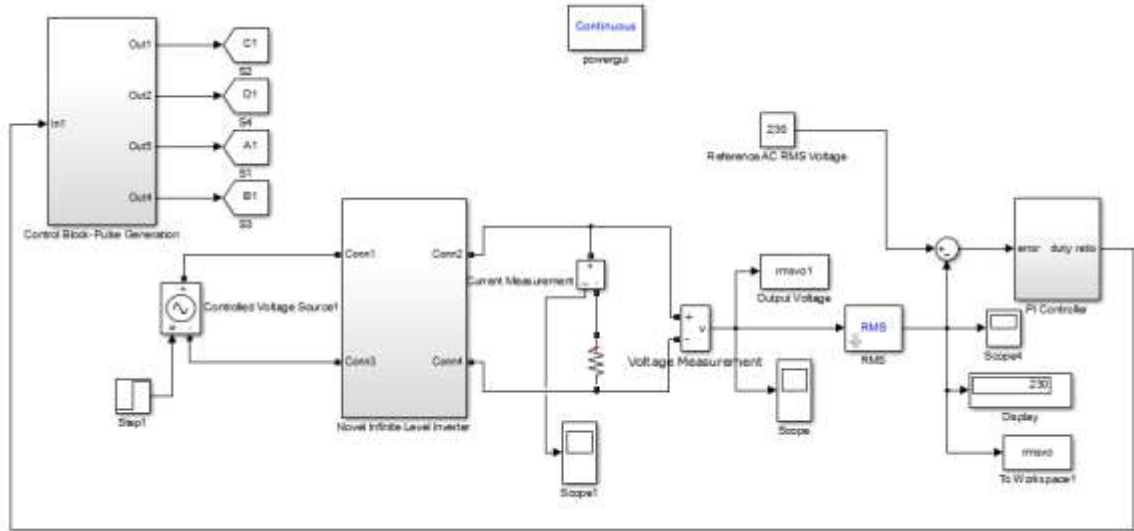 Continuous
powergui
Out1
C1
S2
Out2
D1
S4
In1
Out5
A1
S1
Out4
B1
S3
Control Block-Pulse Generation
230
Reference AC RMS Voltage
error
duty ratio
PI Controller
Conn1
Conn2
Conn3
Conn4
Novel Infinite Level Inverter
Controlled Voltage Source1
Step1
Current Measurement
Scope1
v
Voltage Measurement
rmsvo1
Output Voltage
Scope
RMS
RMS
Scope4
230
Display
rmsvo
To Workspace1